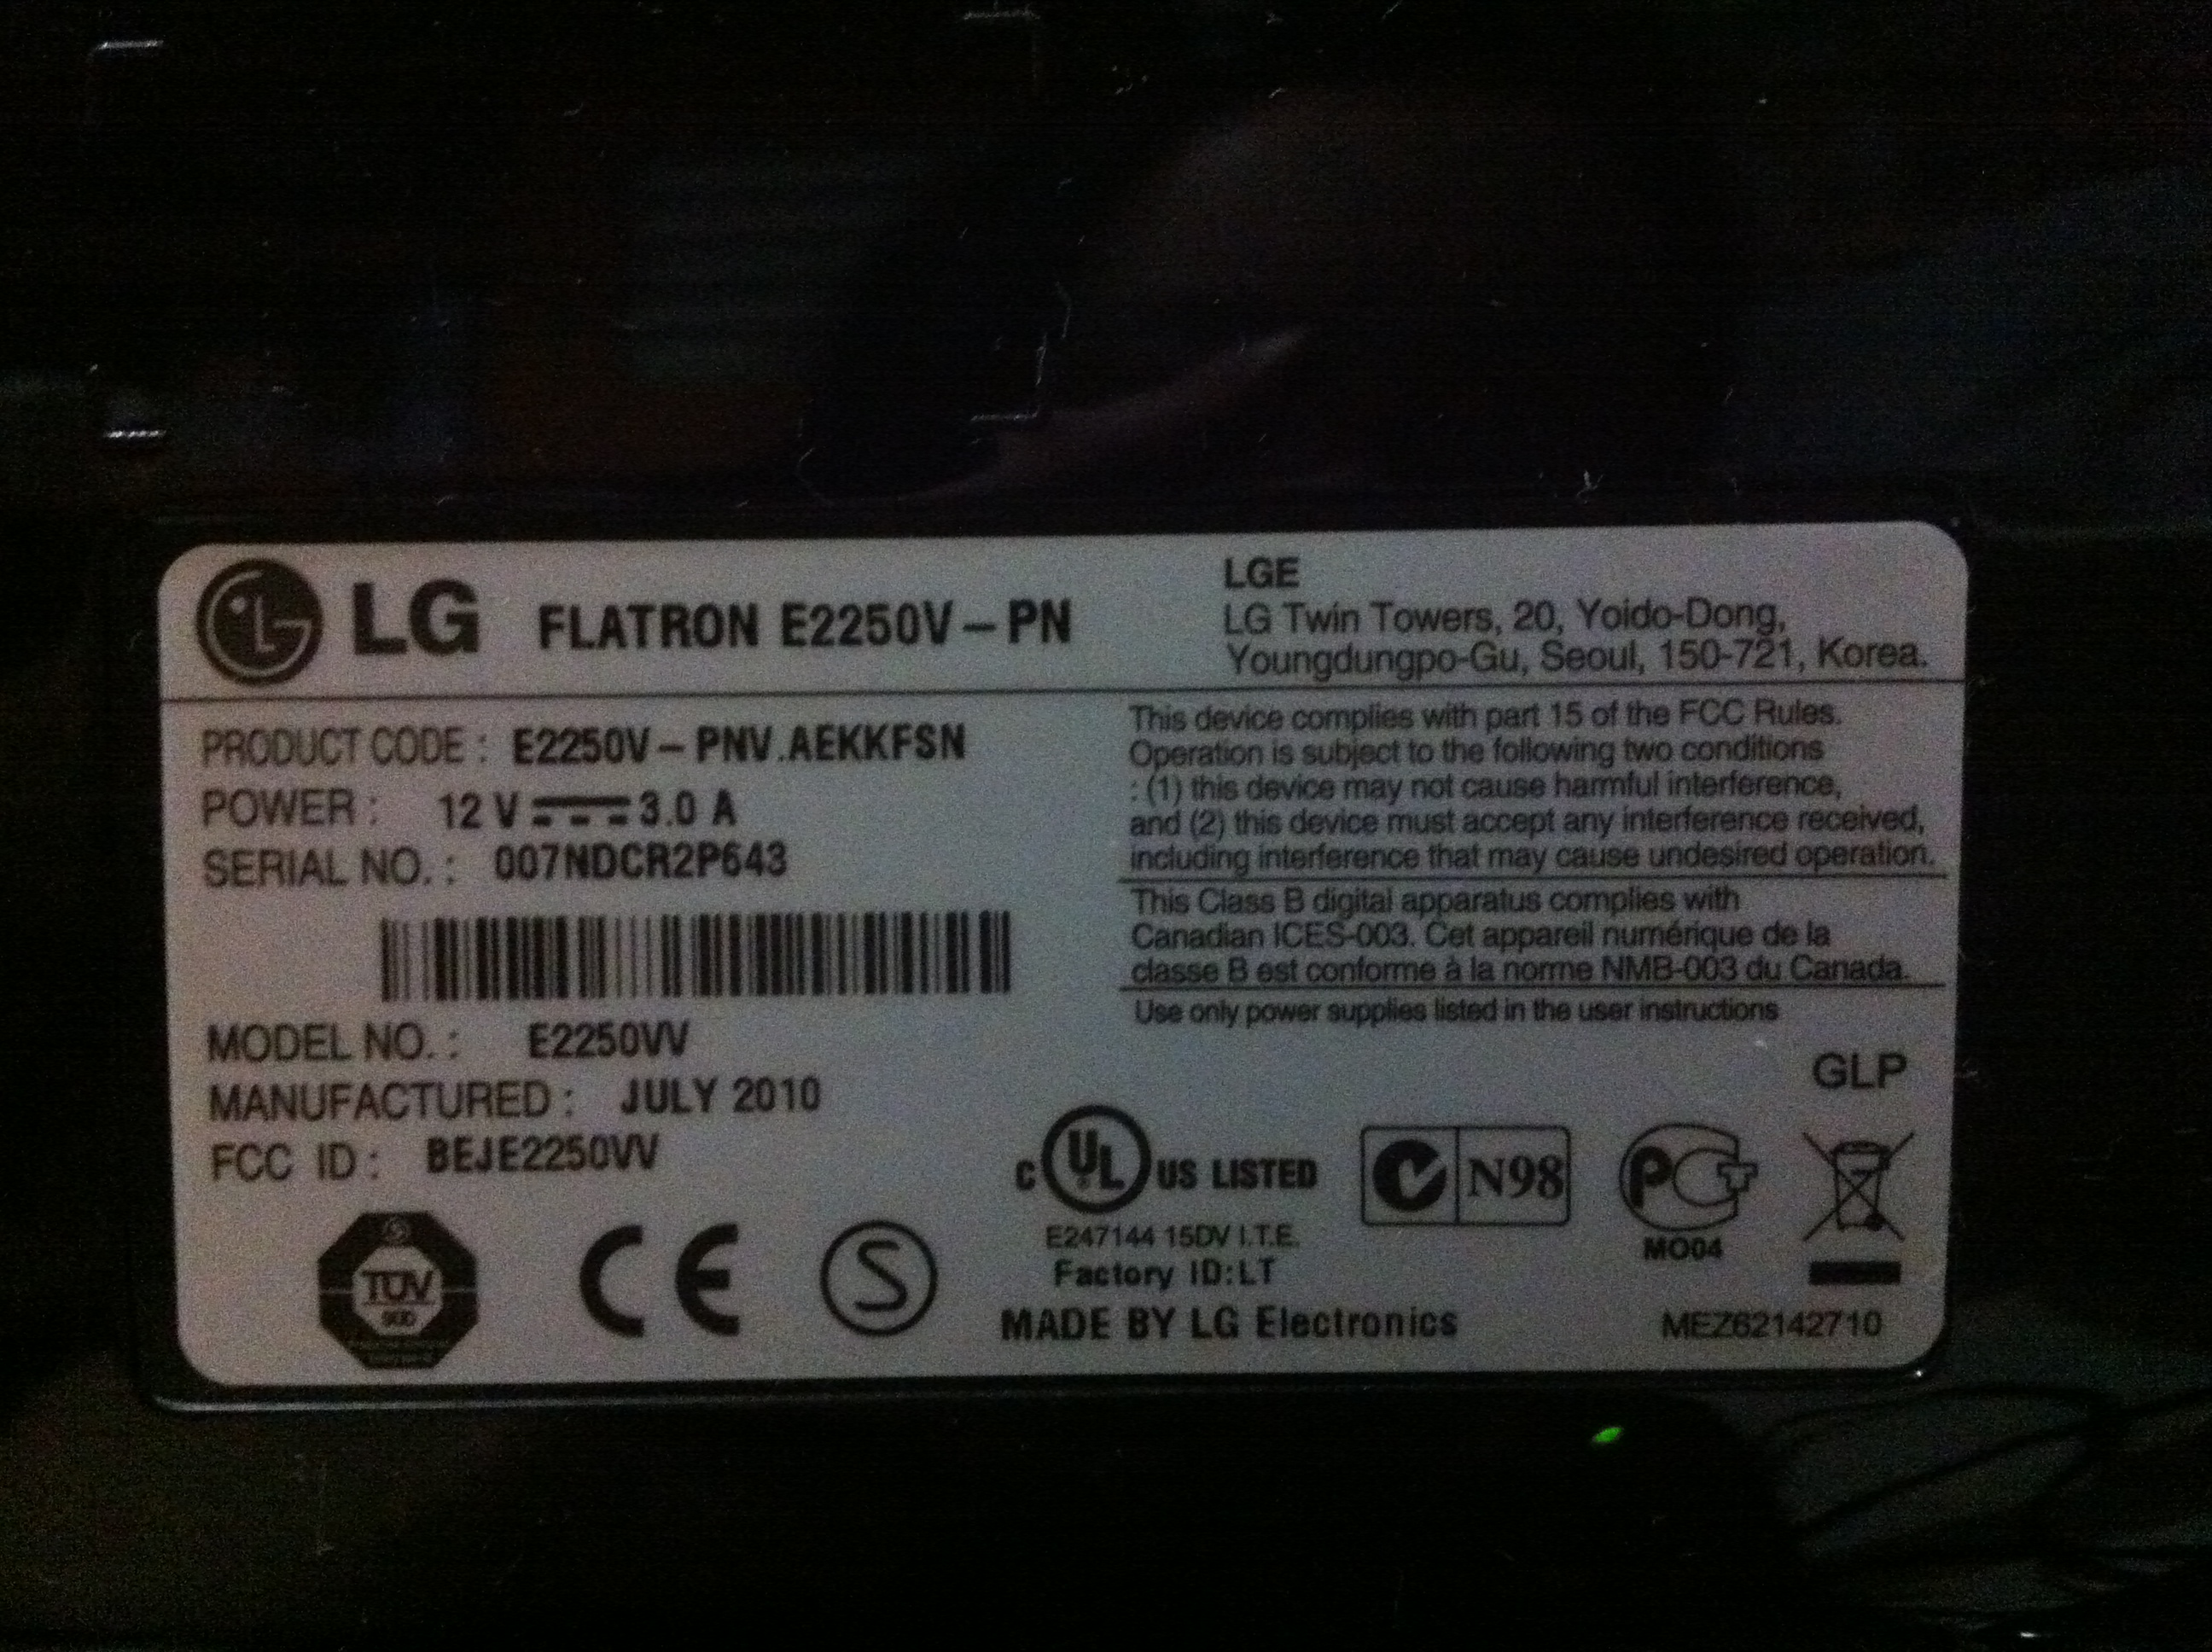 LG FLATRON E2250V-PN
LGE
LG Twin Towers, 20, Yoido-Dong,
Youngdungpo-Gu, Seoul, 150-721, Korea.
PRODUCT CODE : E2250V-PNV.AEKKFSN
POWER : 12 V 3.0 A
SERIAL NO. : 007NDCR2P643
MODEL NO. : E2250VV
MANUFACTURED : JULY 2010
FCC ID : BEJE2250VV
This device complies with part 15 of the FCC Rules.
Operation is subject to the following two conditions
: (1) this device may not cause harmful interference,
and (2) this device must accept any interference received,
including interference that may cause undesired operation.
This Class B digital apparatus complies with
Canadian ICES-003. Cet appareil numérique de la
classe B est conforme à la norme NMB-003 du Canada.
Use only power supplies listed in the user instructions
GLP
C UL US LISTED
N98
PC
MO04
E247144 15DV I.T.E.
Factory ID:LT
TÜV
SÜD
CE
S
MADE BY LG Electronics
MEZ62142710